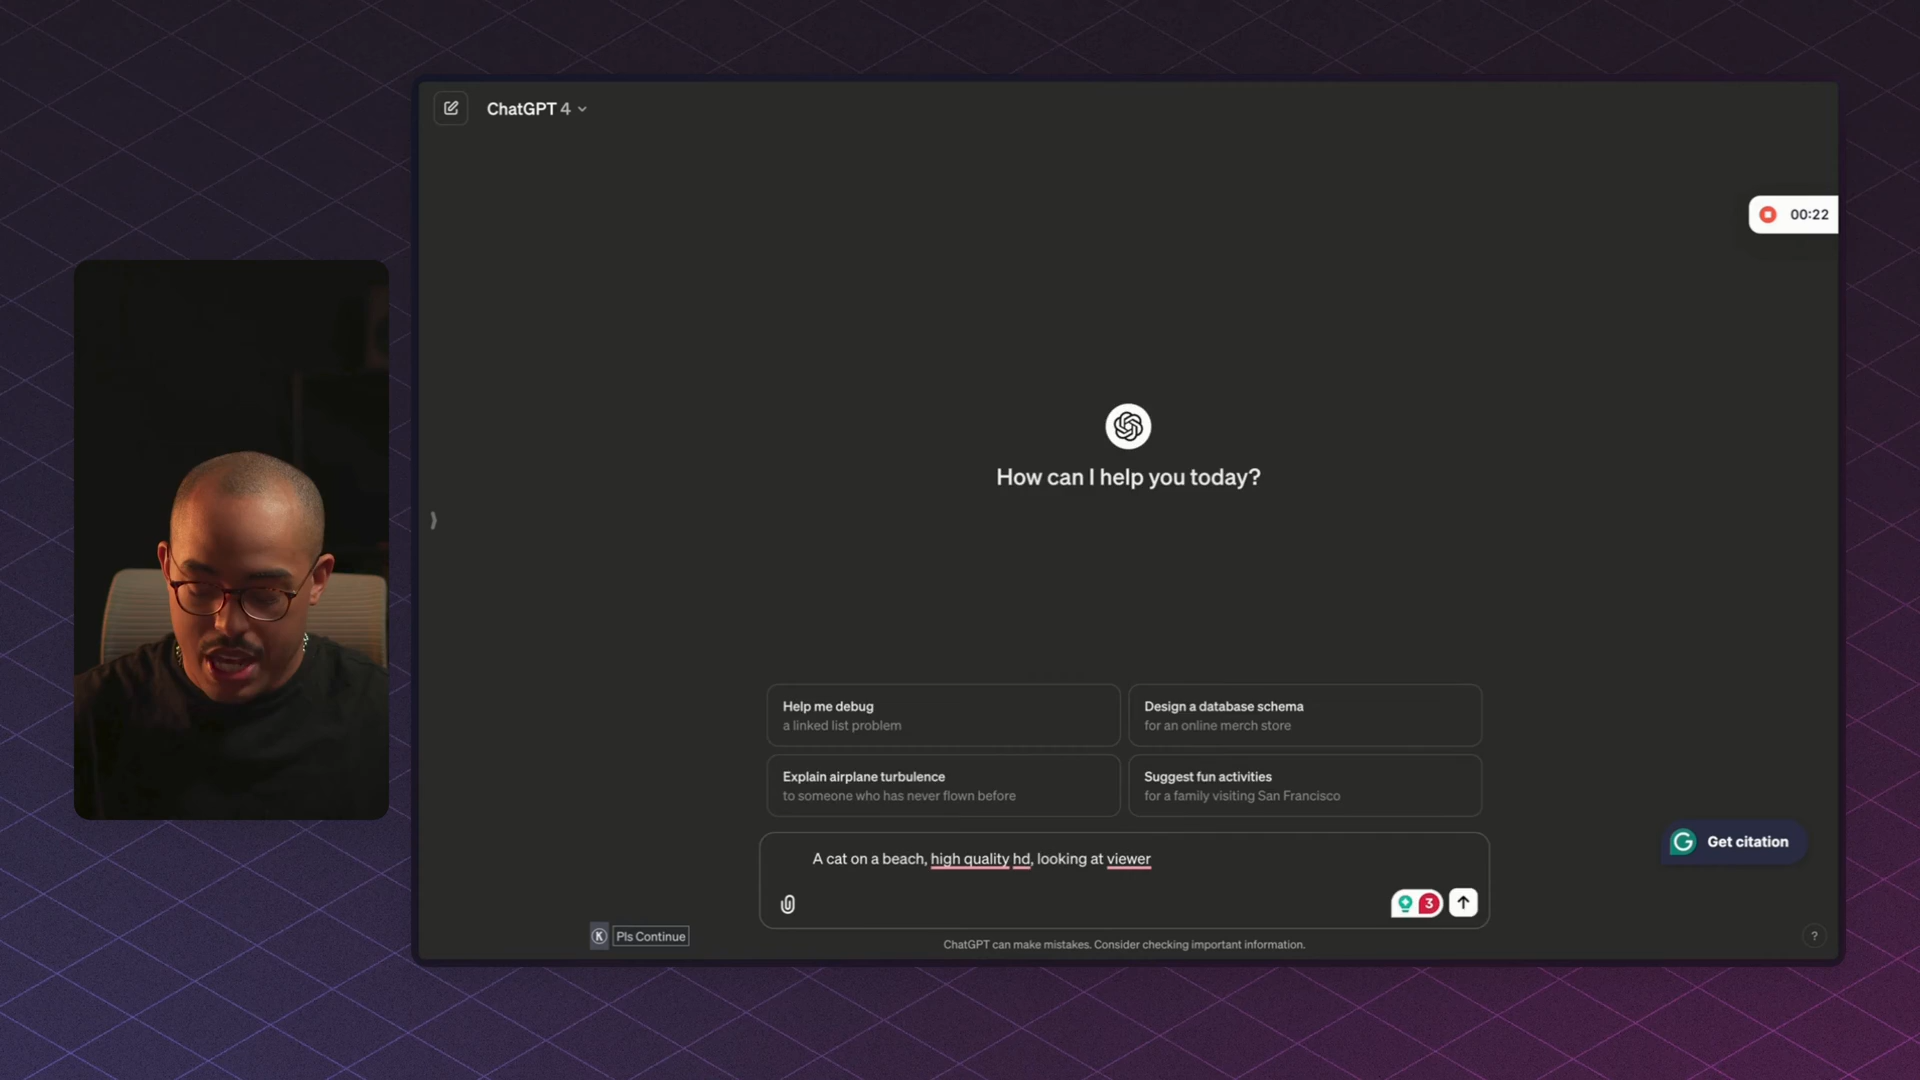 ChatGPT 4
00:22
How can I help you today?
Help me debug
a linked list problem
Design a database schema
for an online merch store
Explain airplane turbulence
to someone who has never flown before
Suggest fun activities
for a family visiting San Francisco
Get citation
A cat on a beach, high quality hd, looking at viewer
3
K Pls Continue
ChatGPT can make mistakes. Consider checking important information.
?